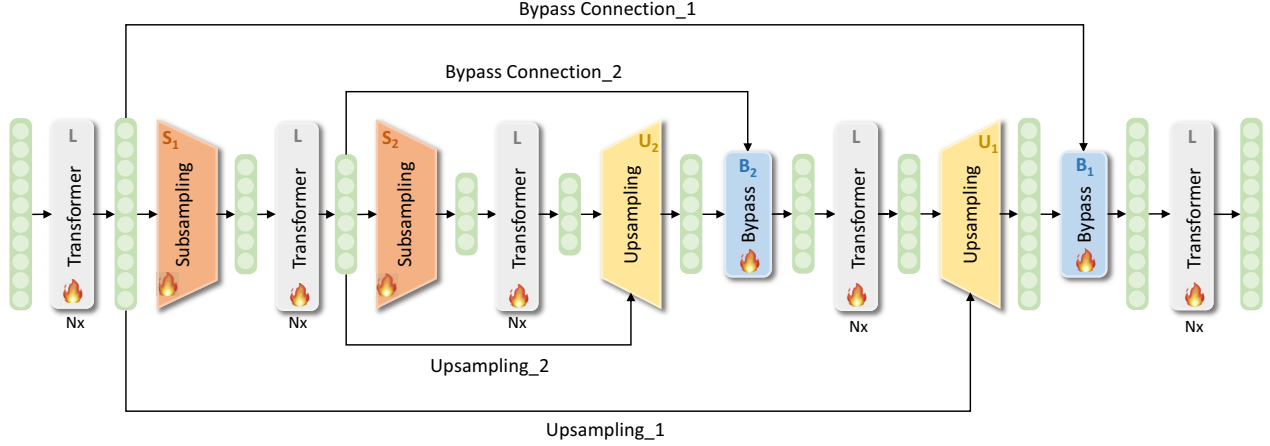 Bypass Connection_1
Bypass Connection_2
L
Transformer
Nx
S1
Subsampling
L
Transformer
Nx
S2
Subsampling
L
Transformer
Nx
U2
Upsampling
B2
Bypass
L
Transformer
Nx
U1
Upsampling
B1
Bypass
L
Transformer
Nx
Upsampling_2
Upsampling_1